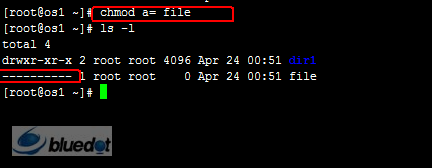 [root@os1 ~]# chmod a= file
[root@os1 ~]# ls -l
total 4
drwxr-xr-x 2 root root 4096 Apr 24 00:51 dir1
---------- 1 root root    0 Apr 24 00:51 file
[root@os1 ~]#
bluedot